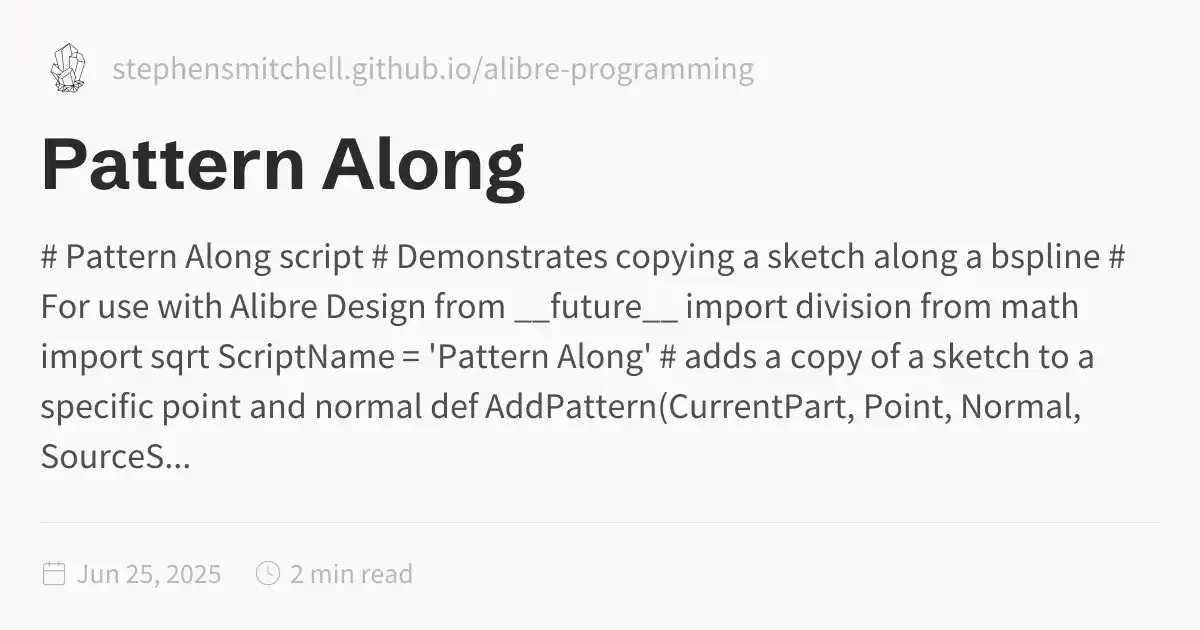 stephensmitchell.github.io/alibre-programming
Pattern Along
# Pattern Along script # Demonstrates copying a sketch along a bspline #
For use with Alibre Design from __future__ import division from math
import sqrt ScriptName = 'Pattern Along' # adds a copy of a sketch to a
specific point and normal def AddPattern(CurrentPart, Point, Normal,
SourceS...
Jun 25, 2025 2 min read